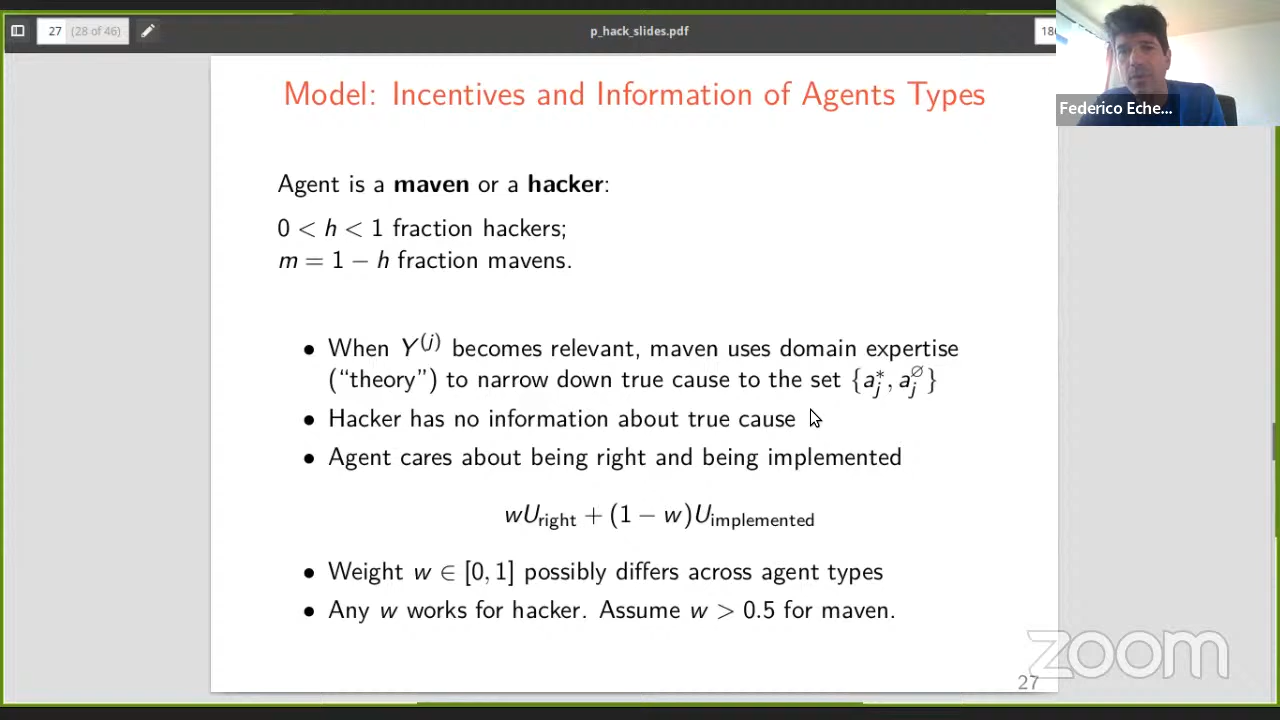 27 (28 of 46)
p_hack_slides.pdf
Federico Eche...
Model: Incentives and Information of Agents Types
Agent is a maven or a hacker:
0 < h < 1 fraction hackers;
m = 1 − h fraction mavens.
• When Y^(j) becomes relevant, maven uses domain expertise
(“theory”) to narrow down true cause to the set {a_j^*, a_j^∅}
• Hacker has no information about true cause
• Agent cares about being right and being implemented
wU_right + (1 − w)U_implemented
• Weight w ∈ [0, 1] possibly differs across agent types
• Any w works for hacker. Assume w > 0.5 for maven.
zoom
27